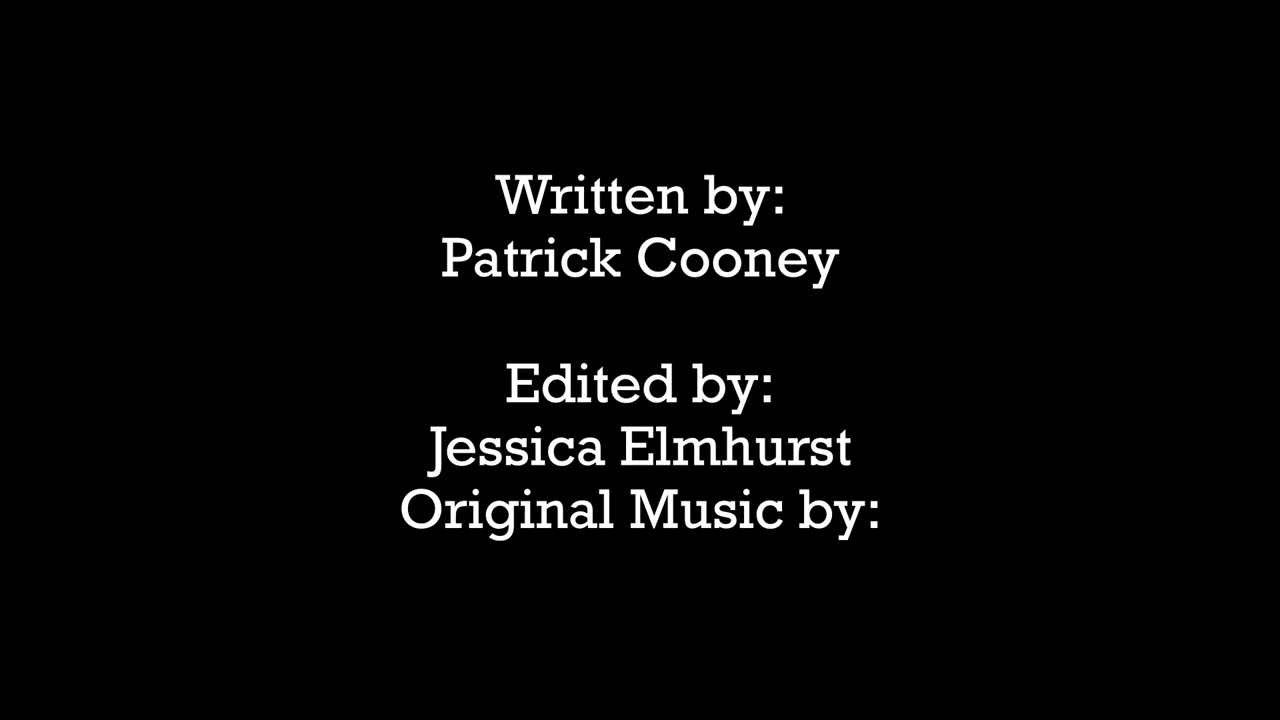 Written by:
Patrick Cooney
Edited by:
Jessica Elmhurst
Original Music by: